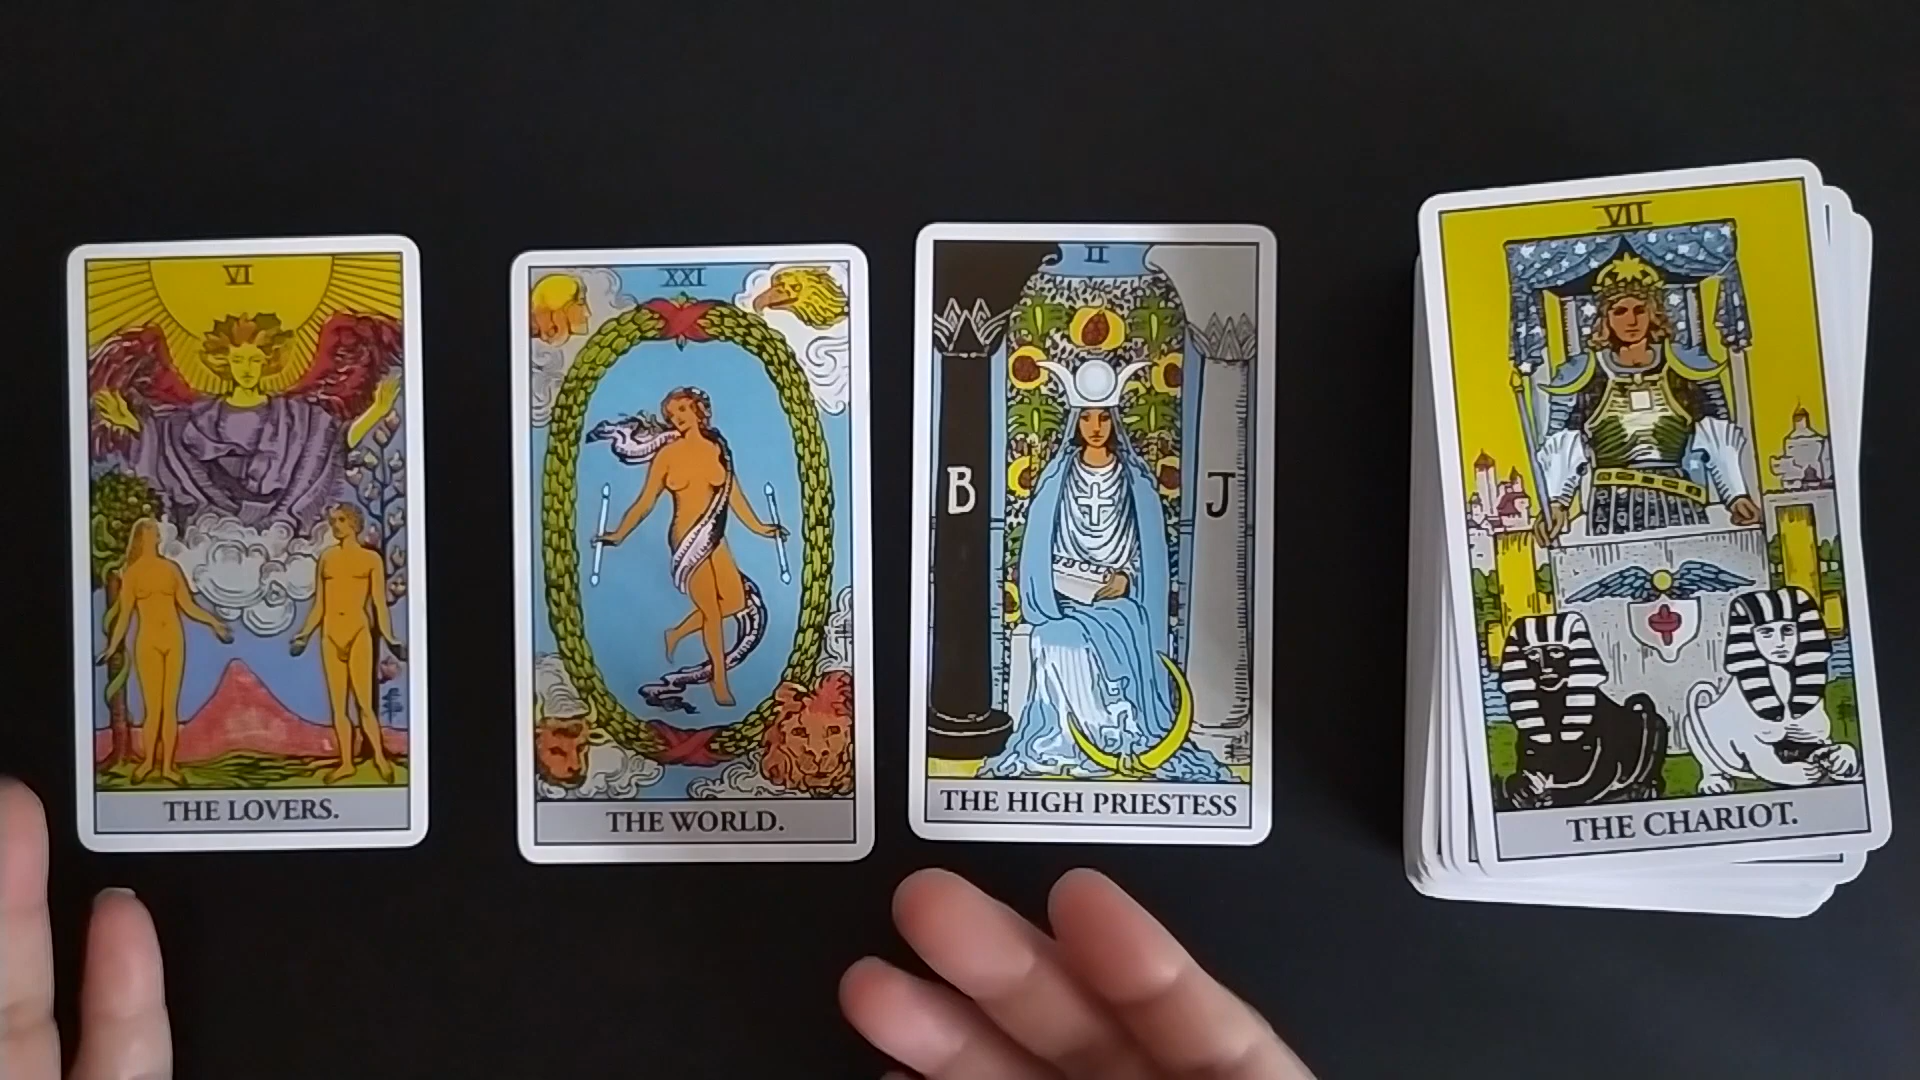 VI
THE LOVERS.
XXI
THE WORLD.
II
B
J
TORA
THE HIGH PRIESTESS
VII
THE CHARIOT.